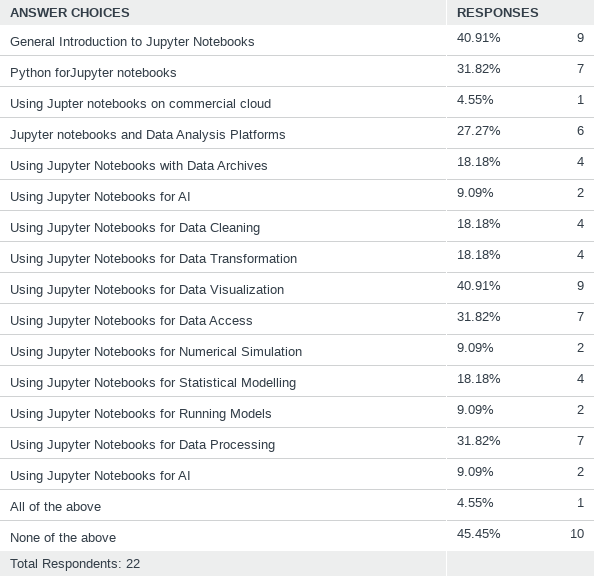 ANSWER CHOICES RESPONSES
General Introduction to Jupyter Notebooks 40.91% 9
Python forJupyter notebooks 31.82% 7
Using Jupter notebooks on commercial cloud 4.55% 1
Jupyter notebooks and Data Analysis Platforms 27.27% 6
Using Jupyter Notebooks with Data Archives 18.18% 4
Using Jupyter Notebooks for AI 9.09% 2
Using Jupyter Notebooks for Data Cleaning 18.18% 4
Using Jupyter Notebooks for Data Transformation 18.18% 4
Using Jupyter Notebooks for Data Visualization 40.91% 9
Using Jupyter Notebooks for Data Access 31.82% 7
Using Jupyter Notebooks for Numerical Simulation 9.09% 2
Using Jupyter Notebooks for Statistical Modelling 18.18% 4
Using Jupyter Notebooks for Running Models 9.09% 2
Using Jupyter Notebooks for Data Processing 31.82% 7
Using Jupyter Notebooks for AI 9.09% 2
All of the above 4.55% 1
None of the above 45.45% 10
Total Respondents: 22